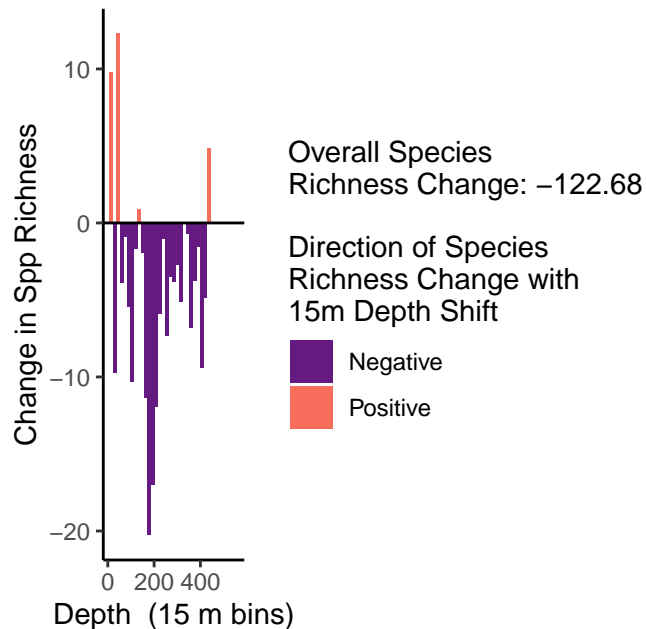 Change in Spp Richness
10
0
−10
−20
0 200 400
Depth (15 m bins)
Overall Species
Richness Change: −122.68
Direction of Species
Richness Change with
15m Depth Shift
Negative
Positive